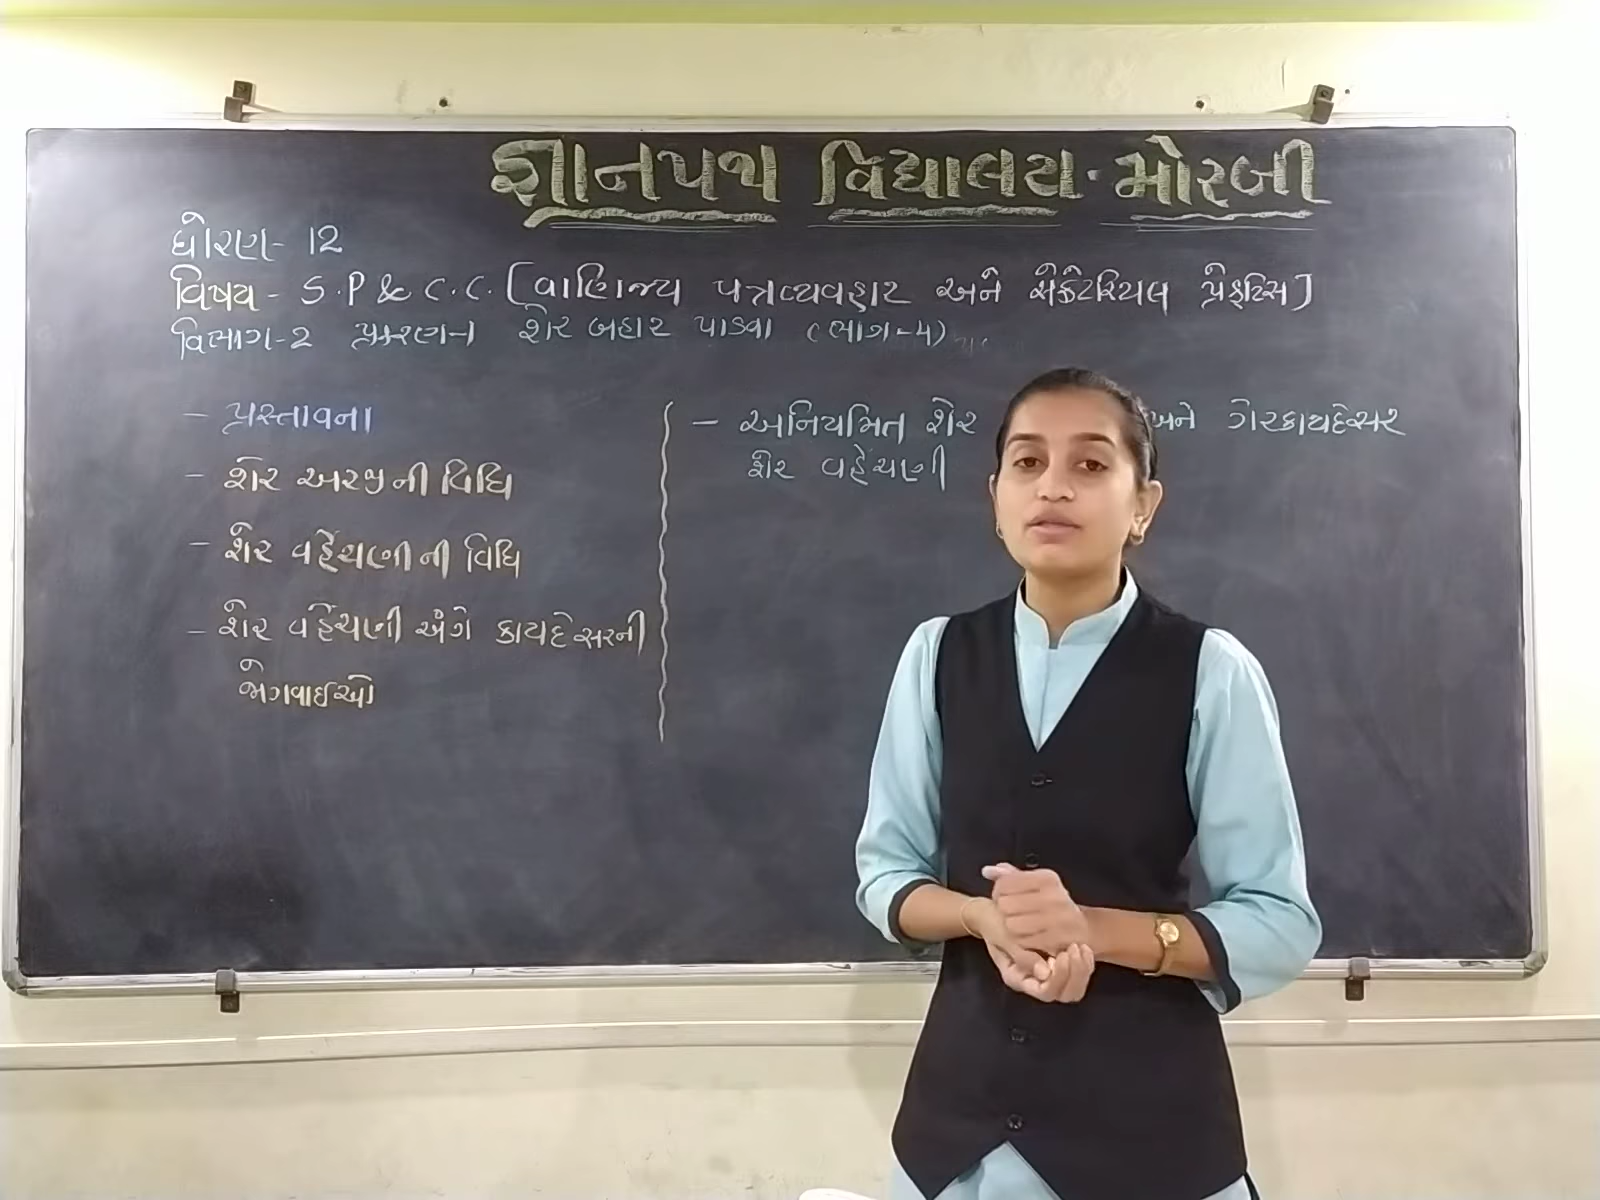 જ્ઞાનપથ વિદ્યાલય - મોરબી
ધોરણ - 12
વિષય - S.P & C.C. [વાણિજ્ય પત્રવ્યવહાર અને સેક્રેટેરિયલ પ્રેક્ટિસ]
વિભાગ-2 પ્રકરણ-1 શેર બહાર પાડવા (ભાગ-4)
- પ્રસ્તાવના
- શેર અરજીની વિધિ
- શેર વહેંચણીની વિધિ
- શેર વહેંચણી અંગે કાયદેસરની
જોગવાઈઓ
- અનિયમિત શેર અને ગેરકાયદેસર
શેર વહેંચણી